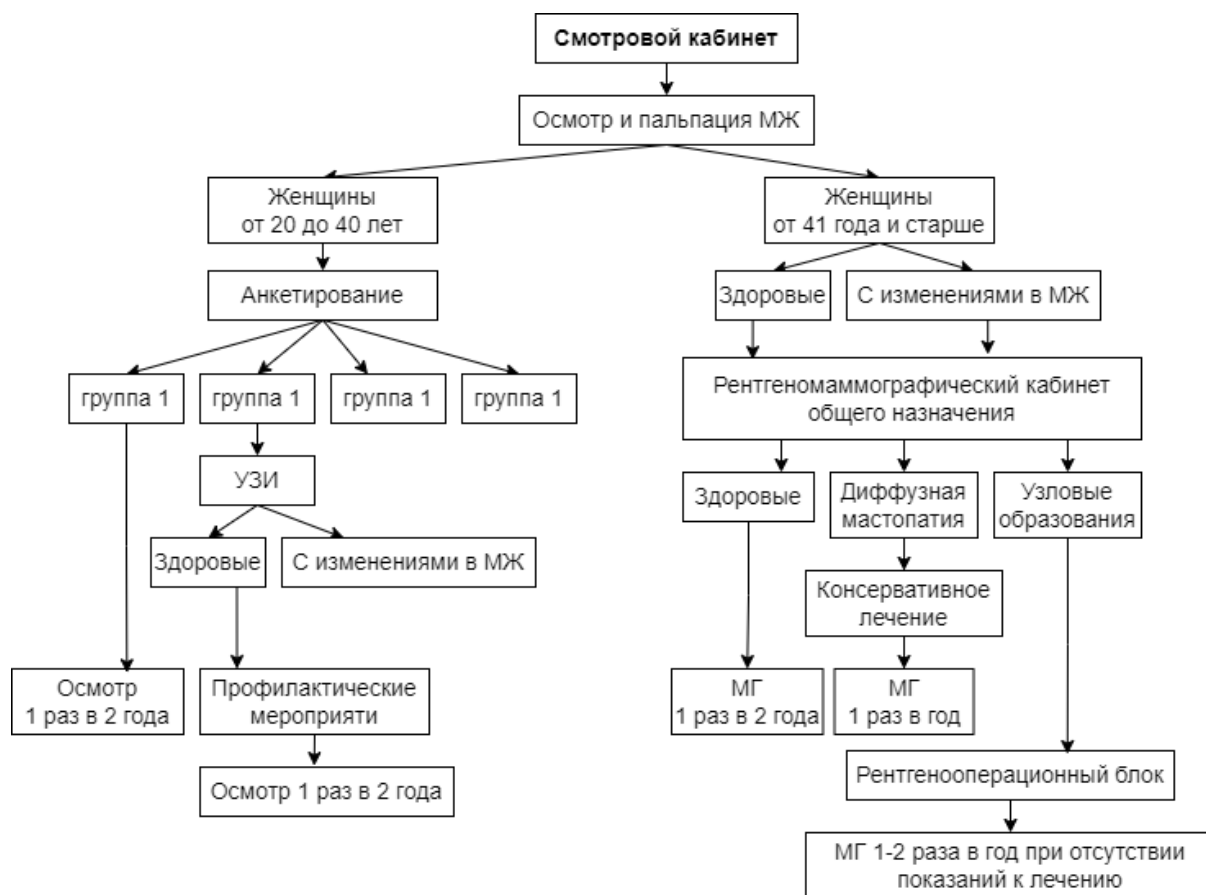 Смотровой кабинет
Осмотр и пальпация МЖ
Женщины
от 20 до 40 лет
Женщины
от 41 года и старше
Анкетирование
Здоровые
С изменениями в МЖ
группа 1
группа 1
группа 1
группа 1
Рентгеномаммографический кабинет
общего назначения
УЗИ
Здоровые
Диффузная
мастопатия
Узловые
образования
Здоровые
С изменениями в МЖ
Консервативное
лечение
Осмотр
1 раз в 2 года
Профилактические
мероприяти
МГ
1 раз в 2 года
МГ
1 раз в год
Осмотр 1 раз в 2 года
Рентгенооперационный блок
МГ 1-2 раза в год при отсутствии
показаний к лечению